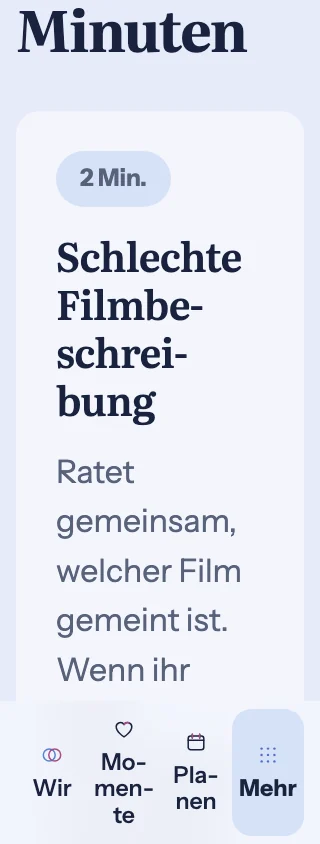 Minuten
2 Min.
Schlechte
Filmbe-
schrei-
bung
Ratet
gemeinsam,
welcher Film
gemeint ist.
Wenn ihr
Wir
Mo-
men-
te
Pla-
nen
Mehr